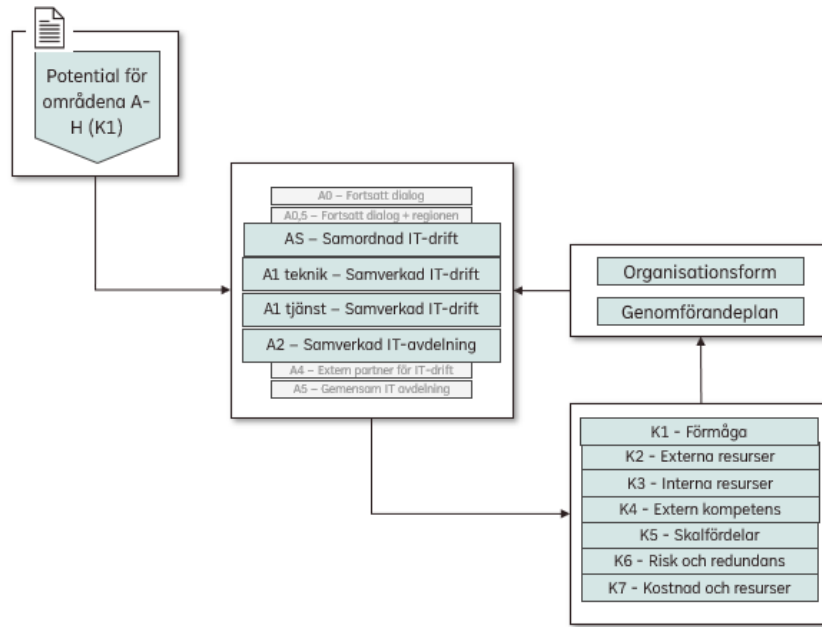 Potential för
områdena A-
H (K1)
A0 – Fortsatt dialog
A0,5 – Fortsatt dialog + regionen
AS – Samordnad IT-drift
A1 teknik – Samverkad IT-drift
A1 tjänst – Samverkad IT-drift
A2 – Samverkad IT-avdelning
A4 – Extern partner för IT-drift
A5 – Gemensam IT avdelning
Organisationsform
Genomförandeplan
K1 - Förmåga
K2 - Externa resurser
K3 - Interna resurser
K4 - Extern kompetens
K5 - Skalfördelar
K6 - Risk och redundans
K7 - Kostnad och resurser